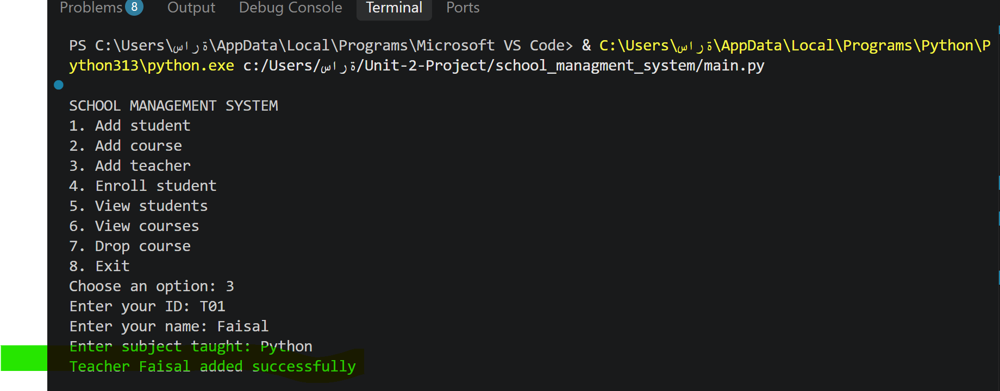 Problems 8 Output Debug Console Terminal Ports
PS C:\Users\سارة\AppData\Local\Programs\Microsoft VS Code> & C:\Users\سارة\AppData\Local\Programs\Python\P
ython313\python.exe c:/Users/سارة/Unit-2-Project/school_managment_system/main.py
SCHOOL MANAGEMENT SYSTEM
1. Add student
2. Add course
3. Add teacher
4. Enroll student
5. View students
6. View courses
7. Drop course
8. Exit
Choose an option: 3
Enter your ID: T01
Enter your name: Faisal
Enter subject taught: Python
Teacher Faisal added successfully